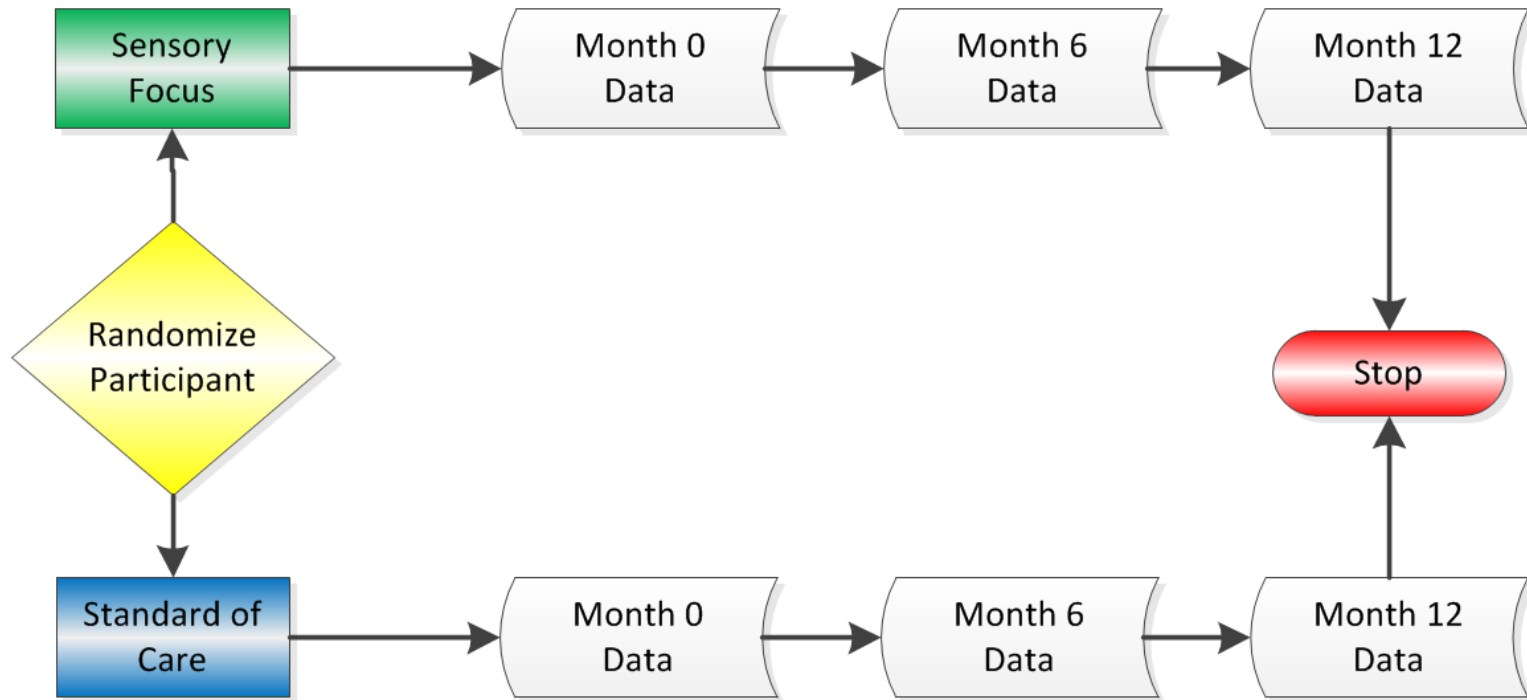 Sensory
Focus
Month 0
Data
Month 6
Data
Month 12
Data
Randomize
Participant
Stop
Standard of
Care
Month 0
Data
Month 6
Data
Month 12
Data